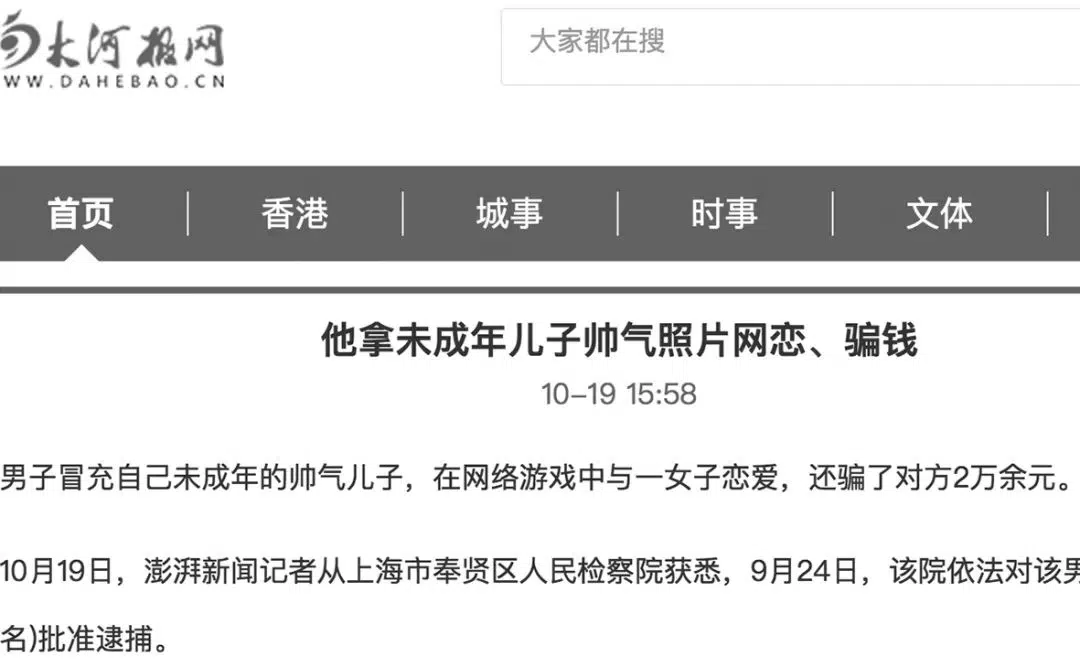 大河报网
大家都在搜
WW.DAHEBAO.CN
首页
香港
城事
时事
文体
他拿未成年儿子帅气照片网恋、骗钱
10-19 15:58
男子冒充自己未成年的帅气儿子，在网络游戏中与一女子恋爱，还骗了对方2万余元。
10月19日，澎湃新闻记者从上海市奉贤区人民检察院获悉，9月24日，该院依法对该男
名)批准逮捕。